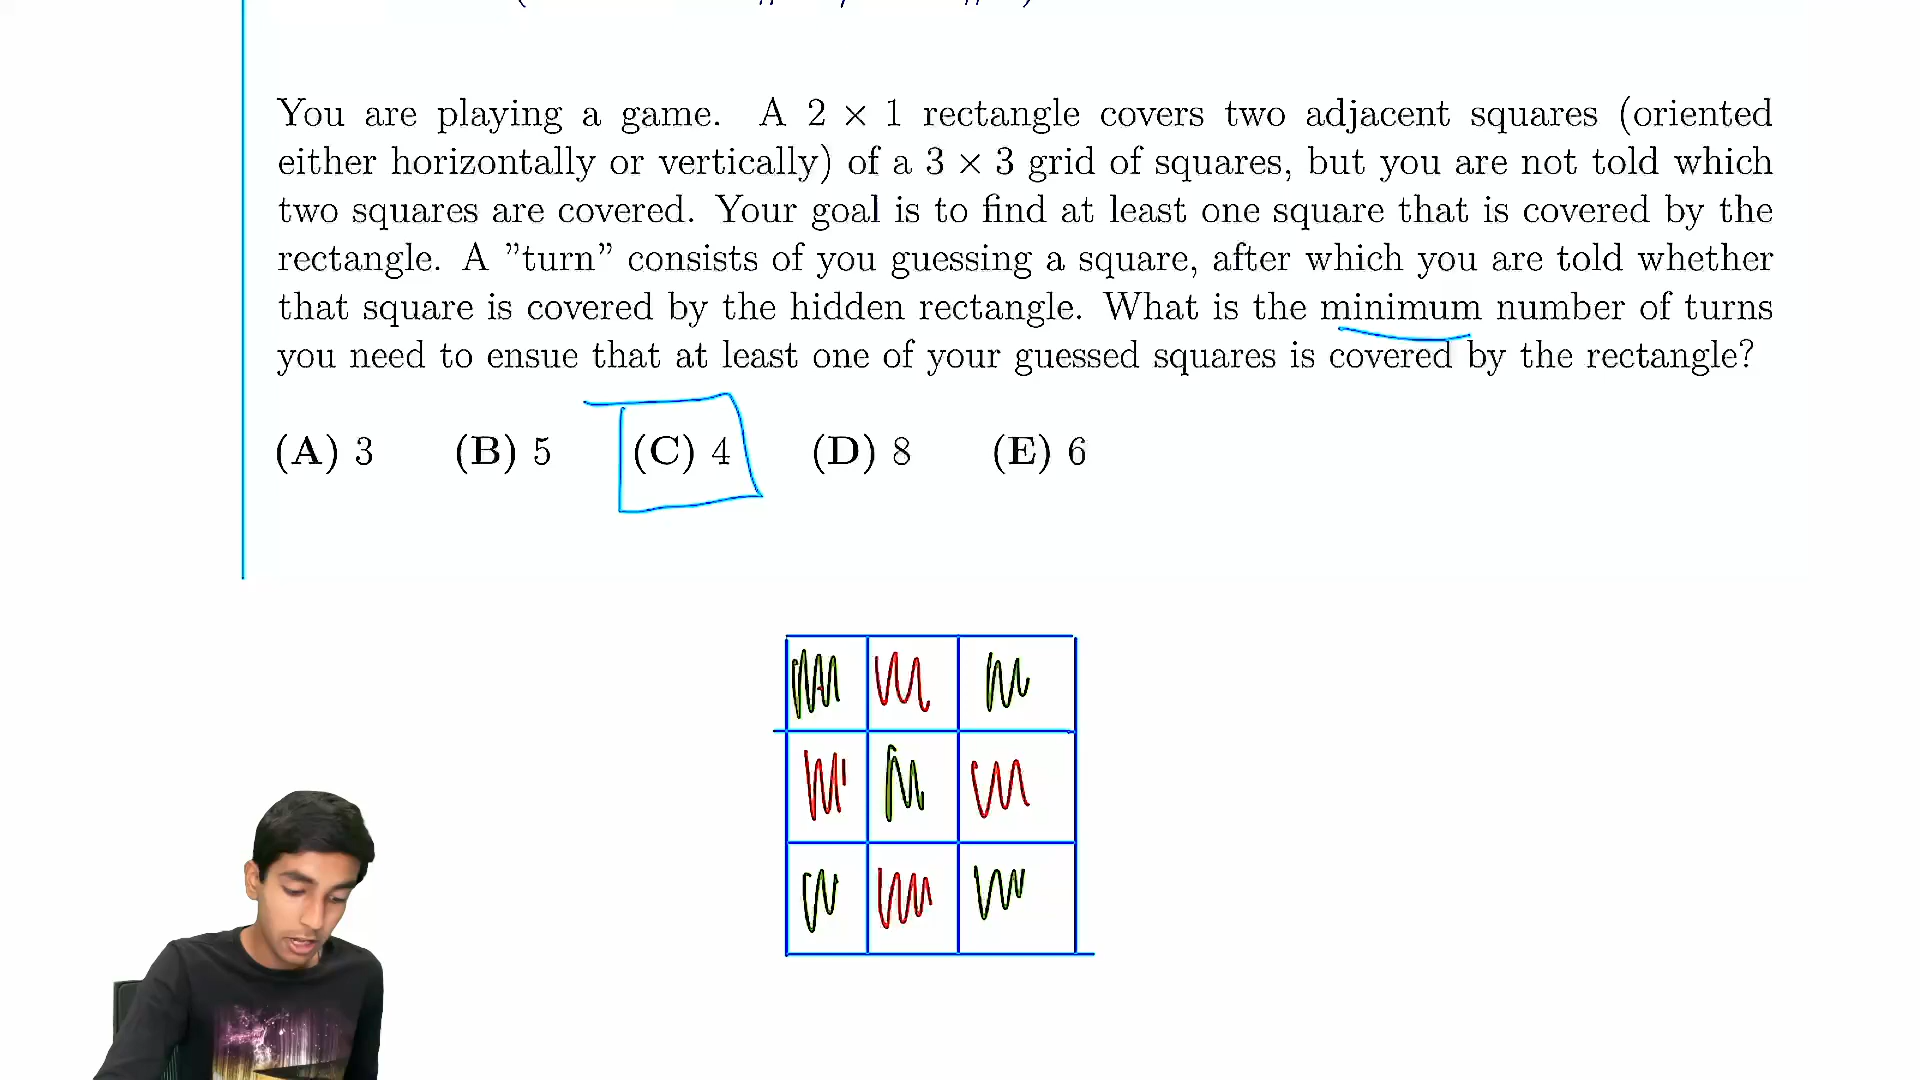 You are playing a game. A 2 × 1 rectangle covers two adjacent squares (oriented
either horizontally or vertically) of a 3 × 3 grid of squares, but you are not told which
two squares are covered. Your goal is to find at least one square that is covered by the
rectangle. A ”turn” consists of you guessing a square, after which you are told whether
that square is covered by the hidden rectangle. What is the minimum number of turns
you need to ensue that at least one of your guessed squares is covered by the rectangle?
(A) 3 (B) 5 (C) 4 (D) 8 (E) 6